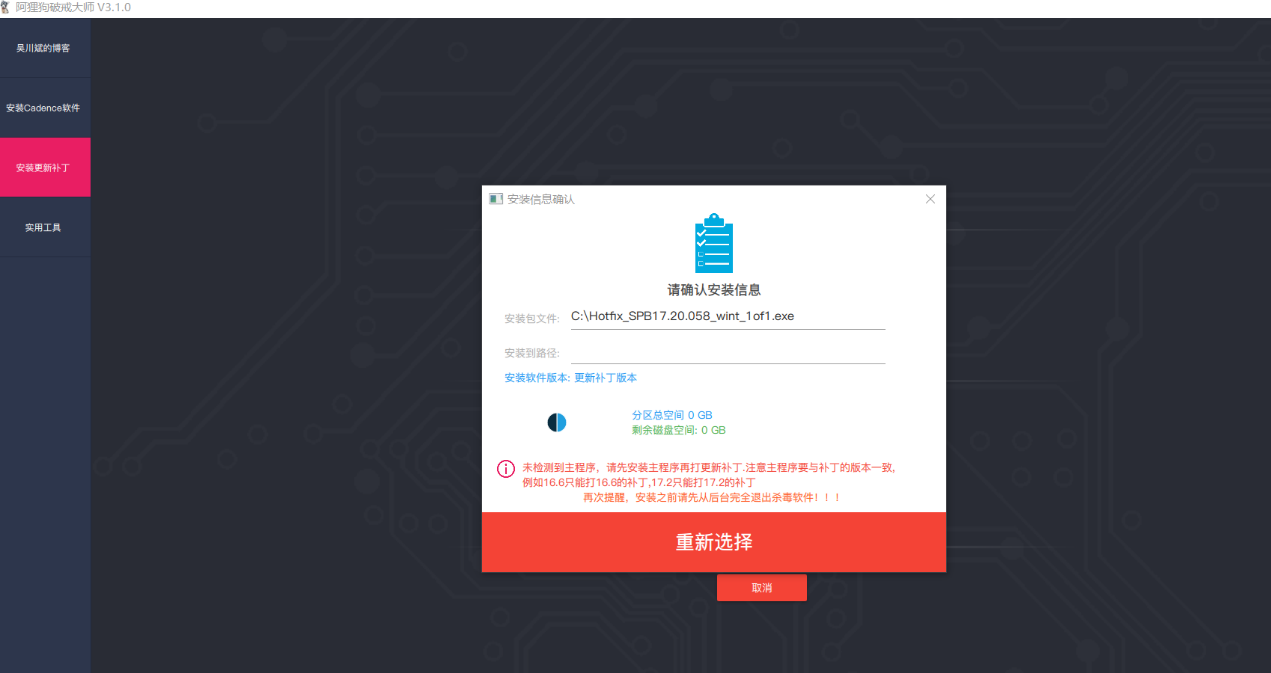 阿狸狗破戒大师 V3.1.0
吴川斌的博客
安装Cadence软件
安装更新补丁
实用工具
安装信息确认
请确认安装信息
安装包文件: C:\Hotfix_SPB17.20.058_wint_1of1.exe
安装到路径:
安装软件版本: 更新补丁版本
分区总空间 0 GB
剩余磁盘空间: 0 GB
未检测到主程序，请先安装主程序再打更新补丁.注意主程序要与补丁的版本一致,
例如16.6只能打16.6的补丁,17.2只能打17.2的补丁
再次提醒，安装之前请先从后台完全退出杀毒软件！！！
重新选择
取消